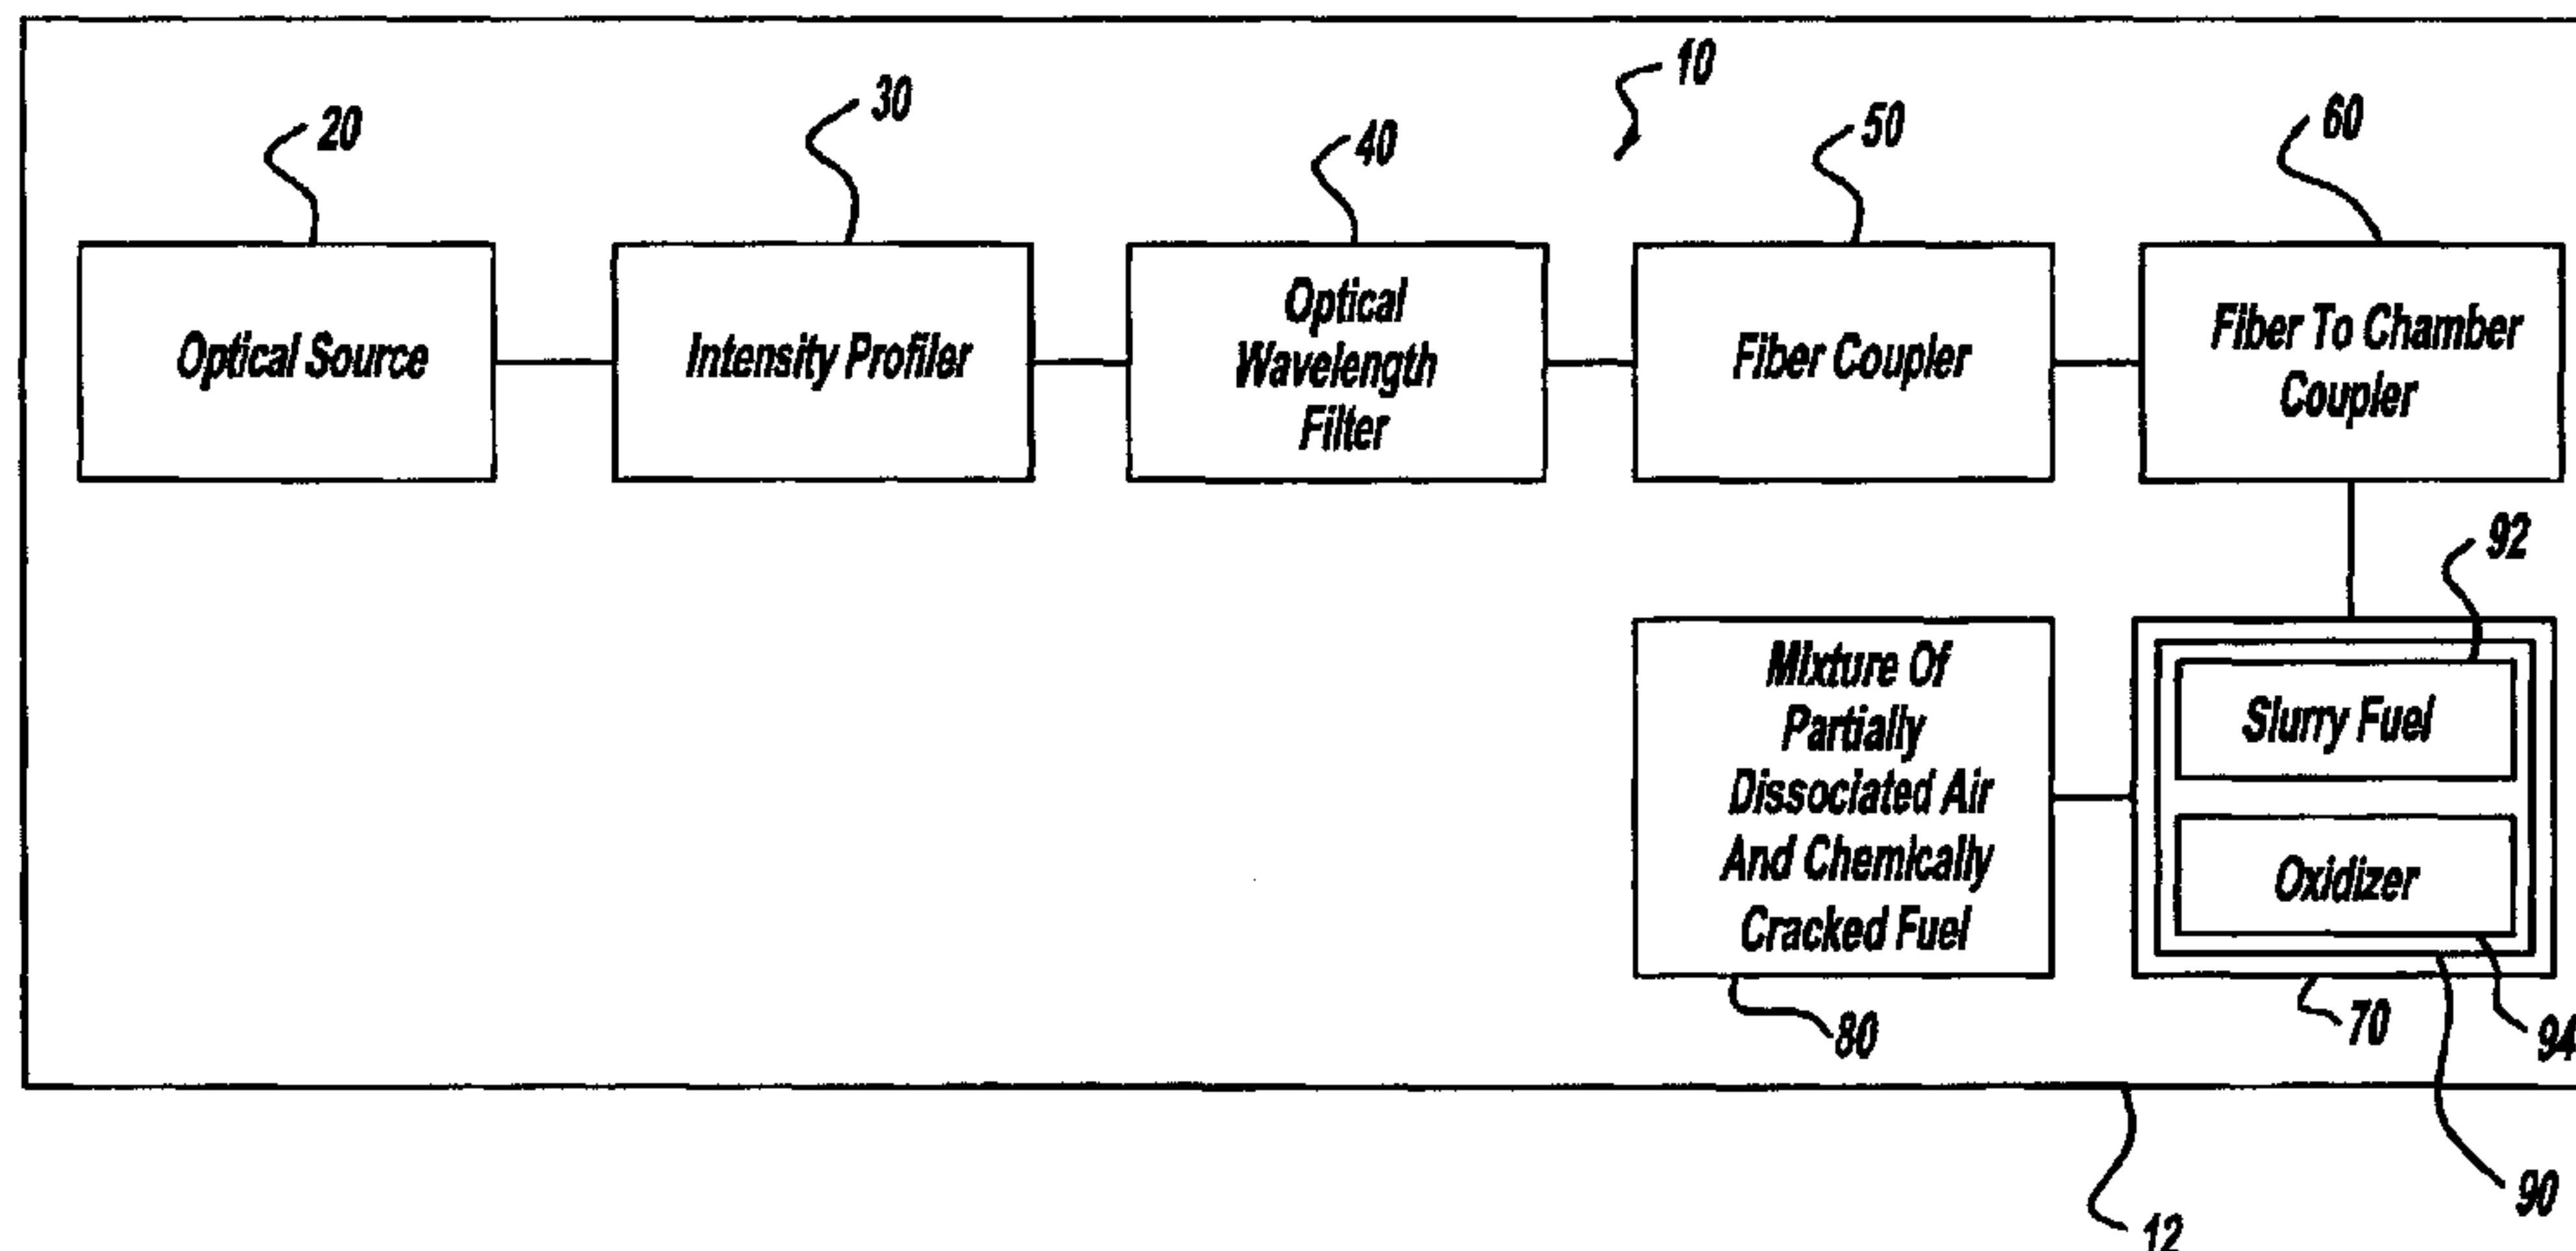 10
20
30
40
50
60
Optical Source
Intensity Profiler
Optical
Wavelength
Filter
Fiber Coupler
Fiber To Chamber
Coupler
92
Mixture Of
Partially
Dissociated Air
And Chemically
Cracked Fuel
Slurry Fuel
Oxidizer
80
70
94
90
12